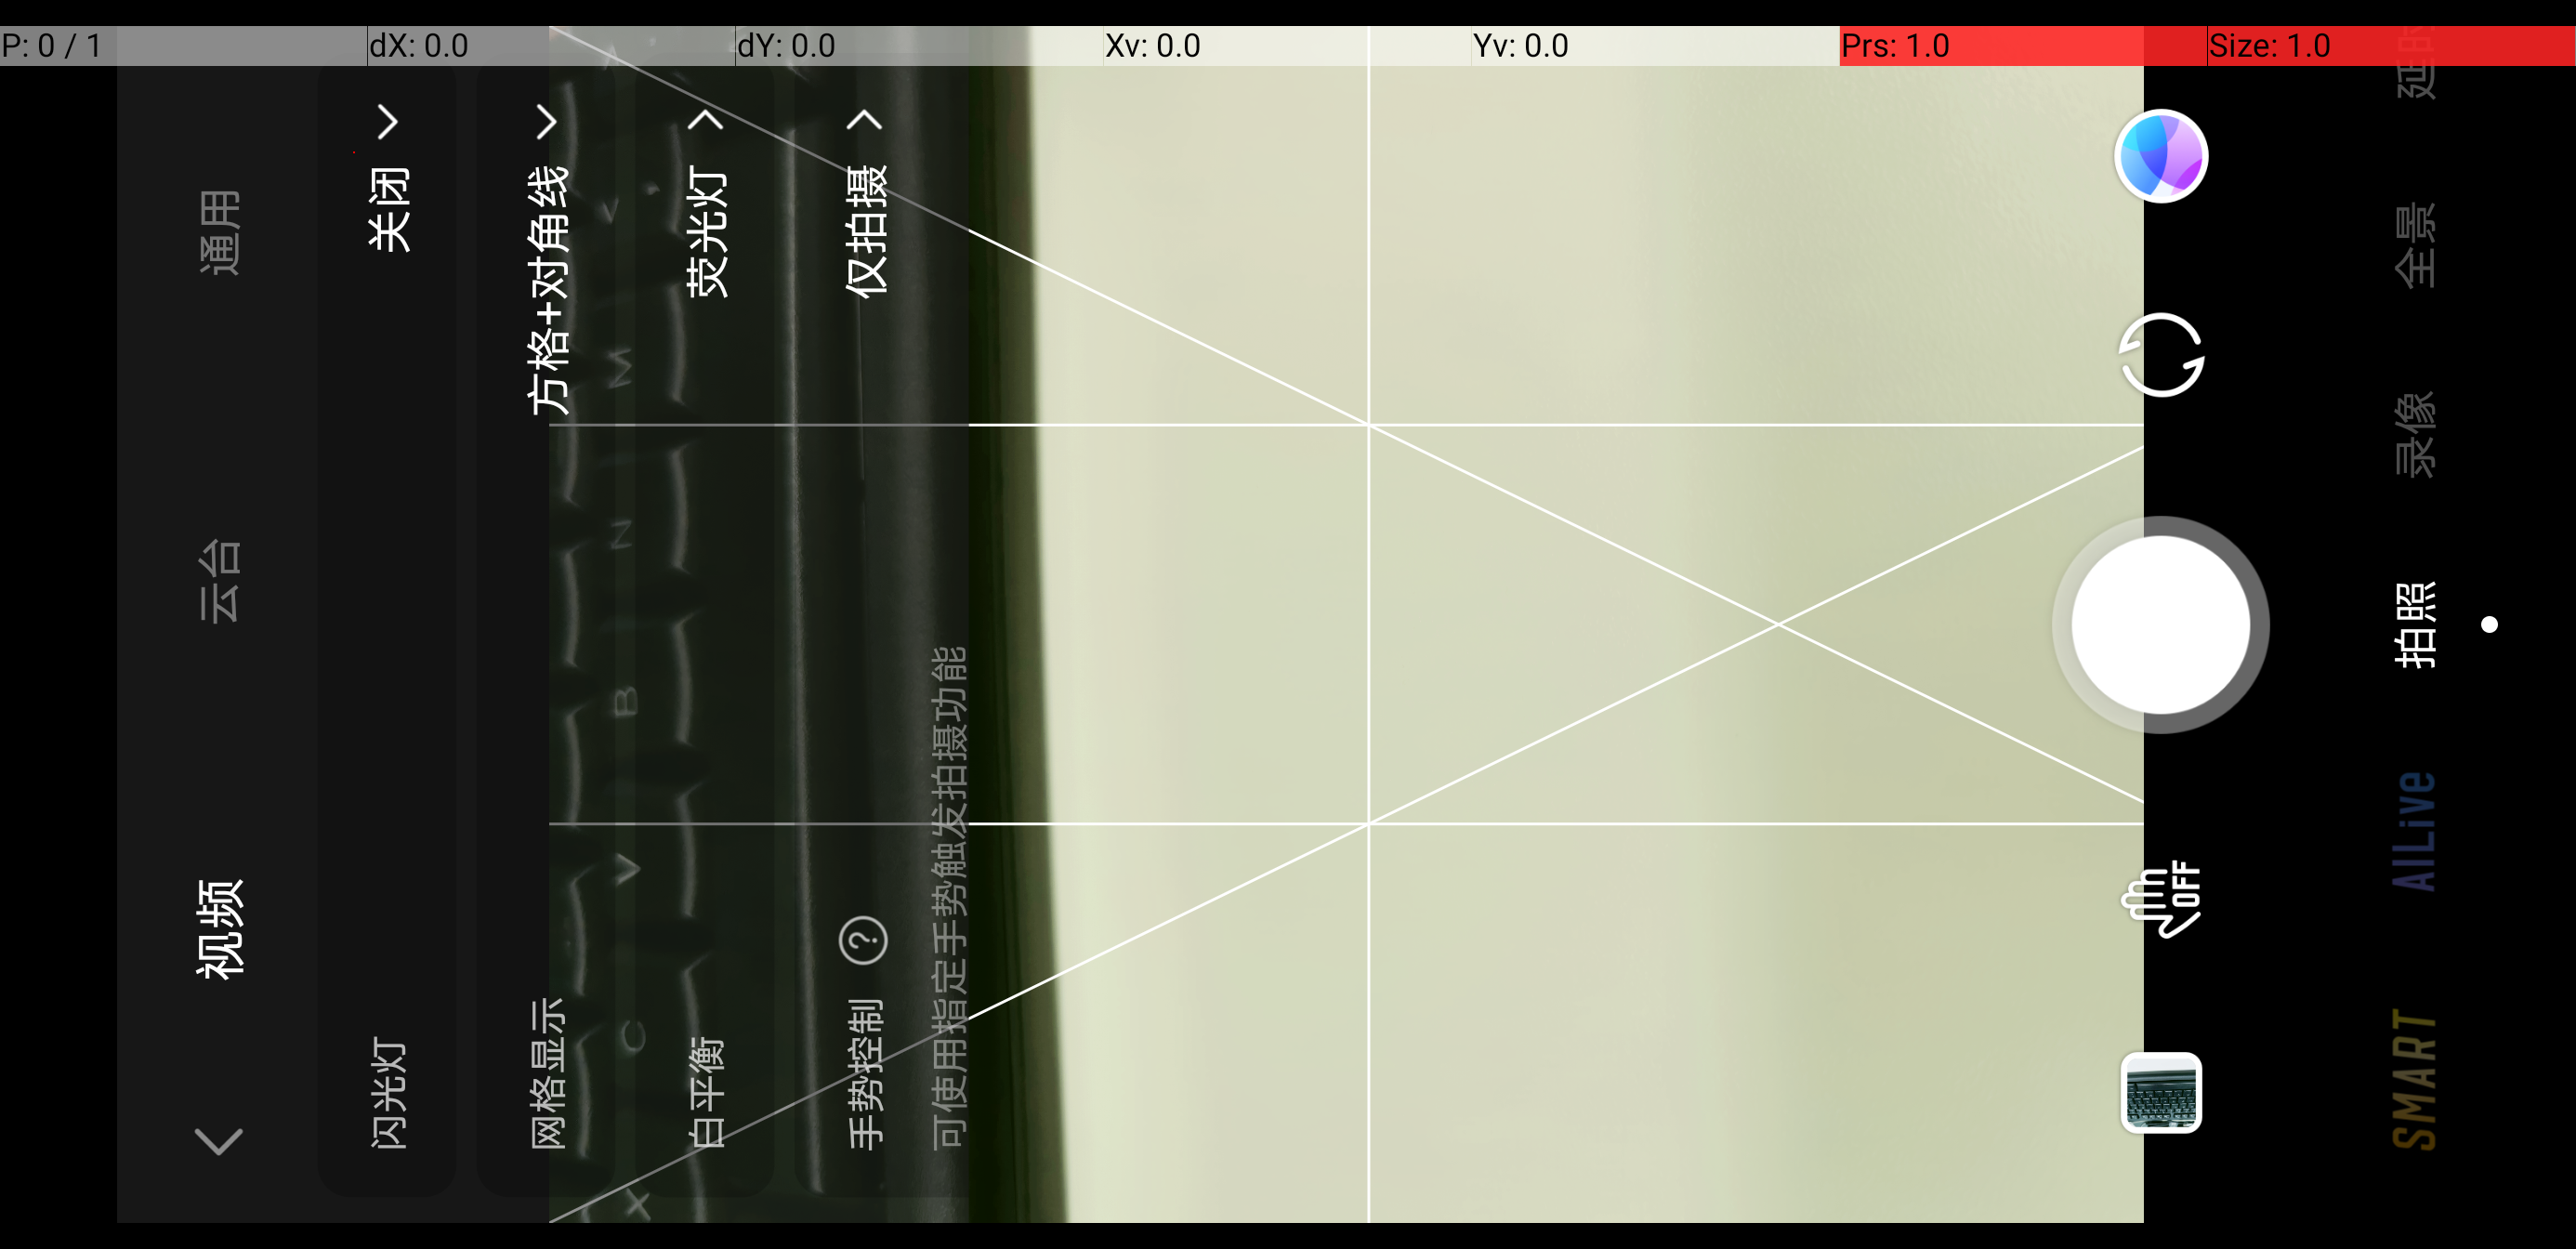 P: 0 / 1
dX: 0.0
dY: 0.0
Xv: 0.0
Yv: 0.0
Prs: 1.0
Size: 1.0
视频
云台
通用
闪光灯
关闭
网格显示
方格+对角线
白平衡
荧光灯
手势控制
仅拍摄
可使用指定手势触发拍摄功能
X
C
V
B
N
M
<
OFF
SMART
AILive
拍照
录像
全景
延时